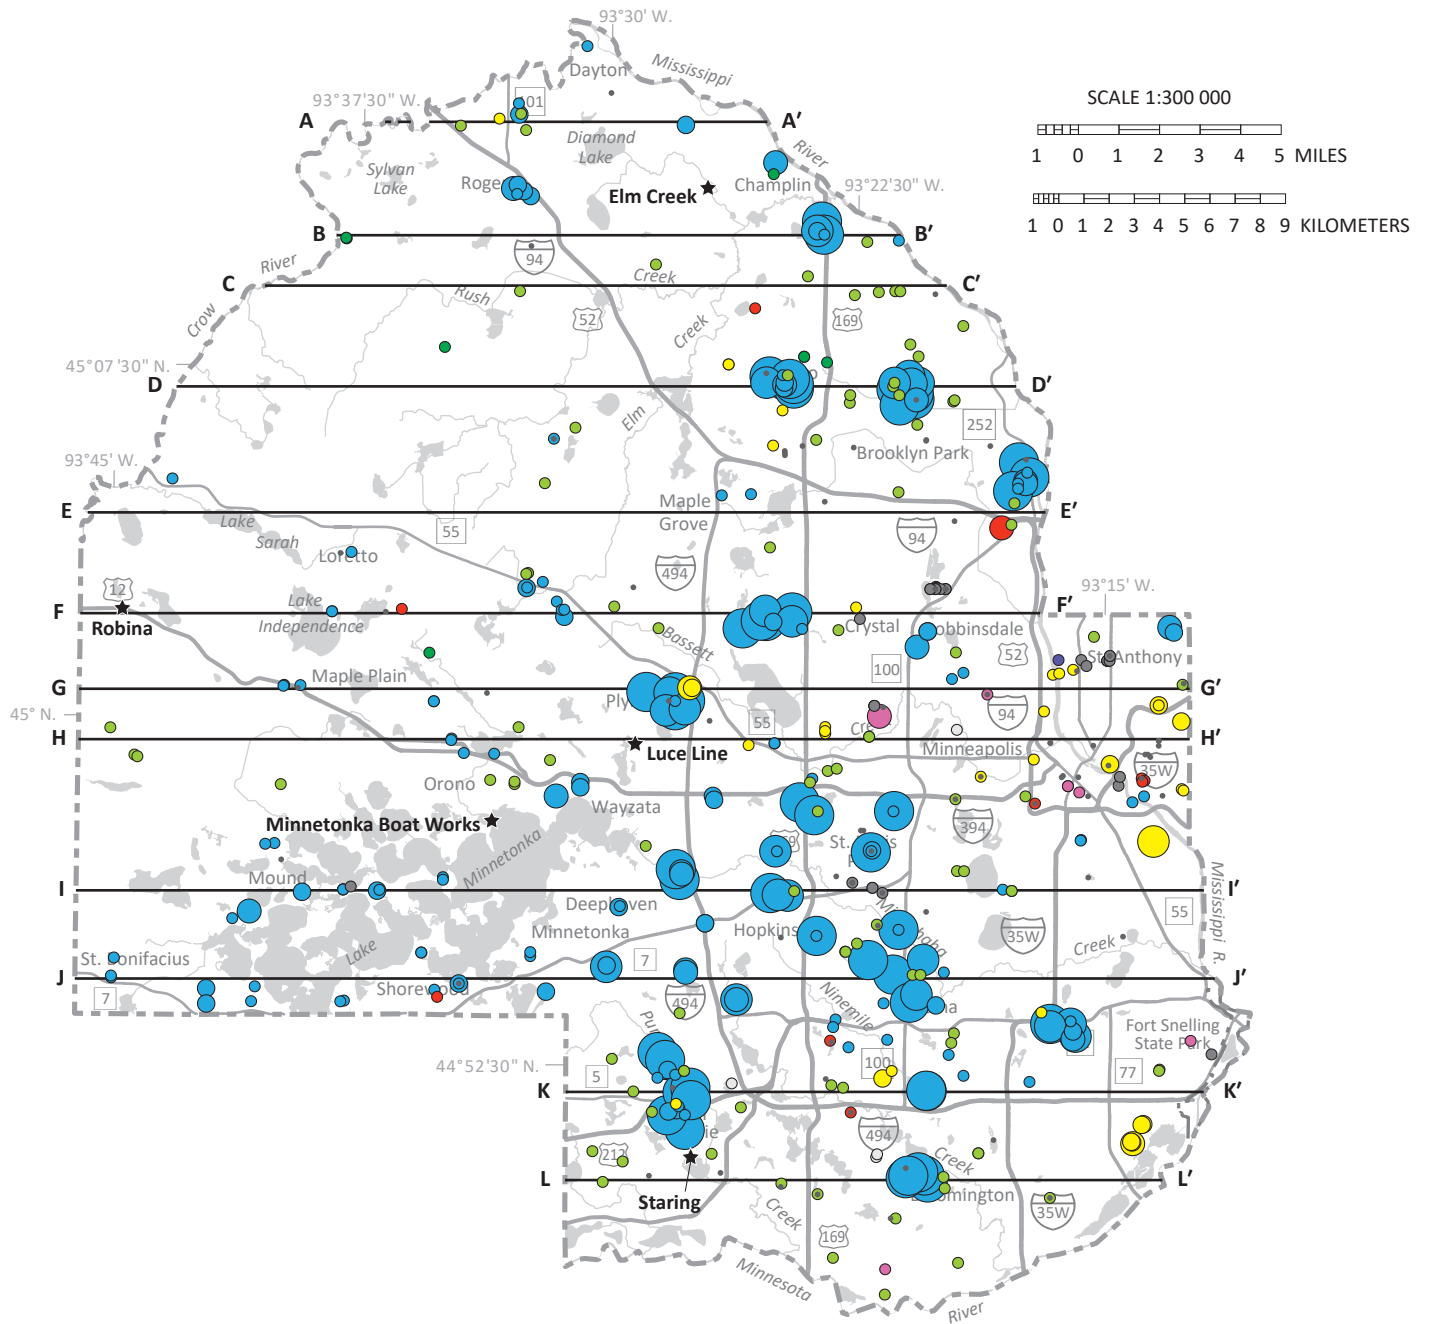 93°30' W.
Dayton
Mississippi
93°37'30" W.
101
A
A′
Diamond
Lake
River
Sylvan
Lake
Champlin
Elm Creek
93°22'30" W.
SCALE 1:300 000
1 0 1 2 3 4 5 MILES
1 0 1 2 3 4 5 6 7 8 9 KILOMETERS
B
B′
94
River
Creek
C
C′
Rush
Crow
52
169
Creek
45°07'30" N.
D
D′
Elm
252
Brooklyn Park
93°45' W.
Maple
Grove
E
E′
Lake
Sarah
55
94
Loretto
494
12
93°15' W.
F
F′
Lake
Independence
Robina
Crystal
52
Bassett
100
St. Anthony
Maple Plain
G
G′
94
45° N.
55
H
H′
Luce Line
Minneapolis
35W
Orono
Wayzata
Minnetonka Boat Works
394
Minnetonka
Mound
I
I′
Mississippi R.
55
Deephaven
Minnetonka
Hopkins
35W
Creek
Lake
St. Bonifacius
7
J
J′
7
Shorewood
494
Ninemile
Fort Snelling
State Park
44°52'30" N.
5
100
77
K
K′
494
212
Creek
L
L′
Staring
Bloomington
35W
Creek
169
Minnesota
River